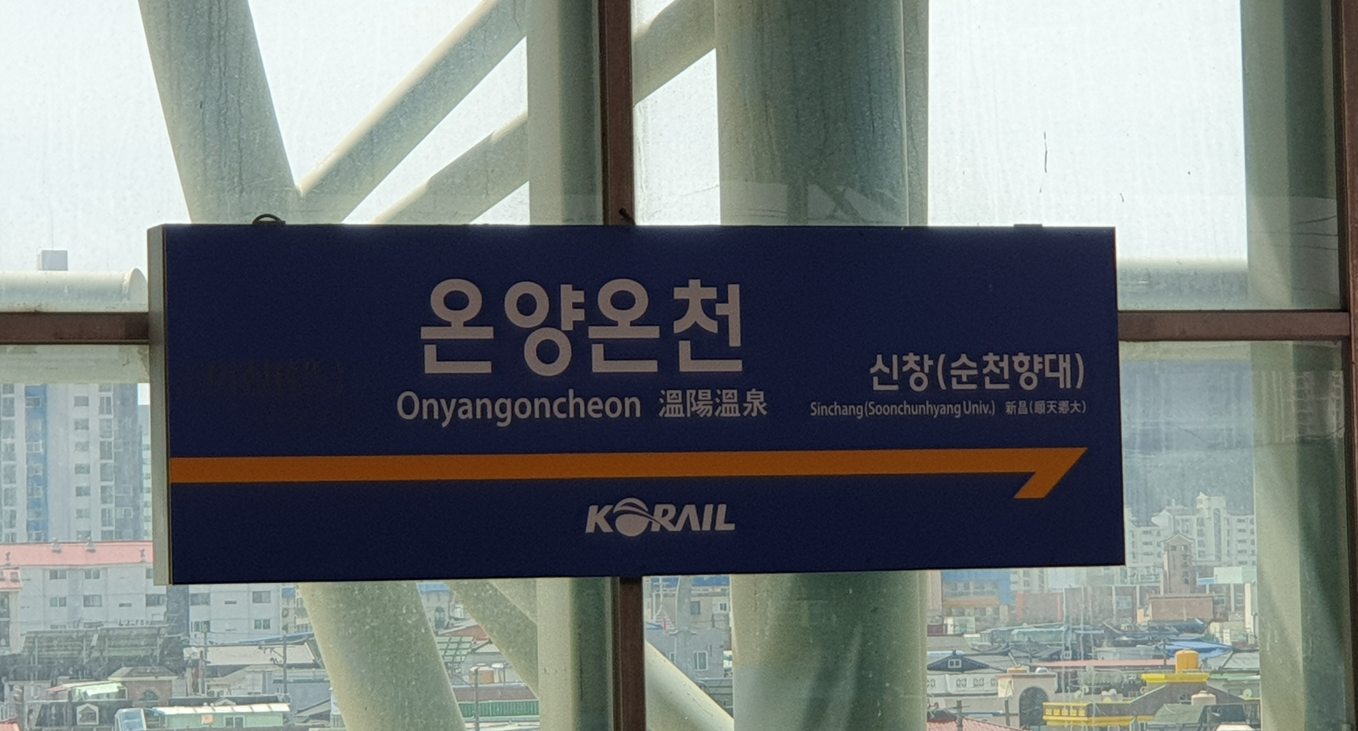 온양온천
Onyangoncheon 溫陽溫泉
신창(순천향대)
Sinchang(Soonchunhyang Univ.) 新昌(順天鄕大)
KORAIL